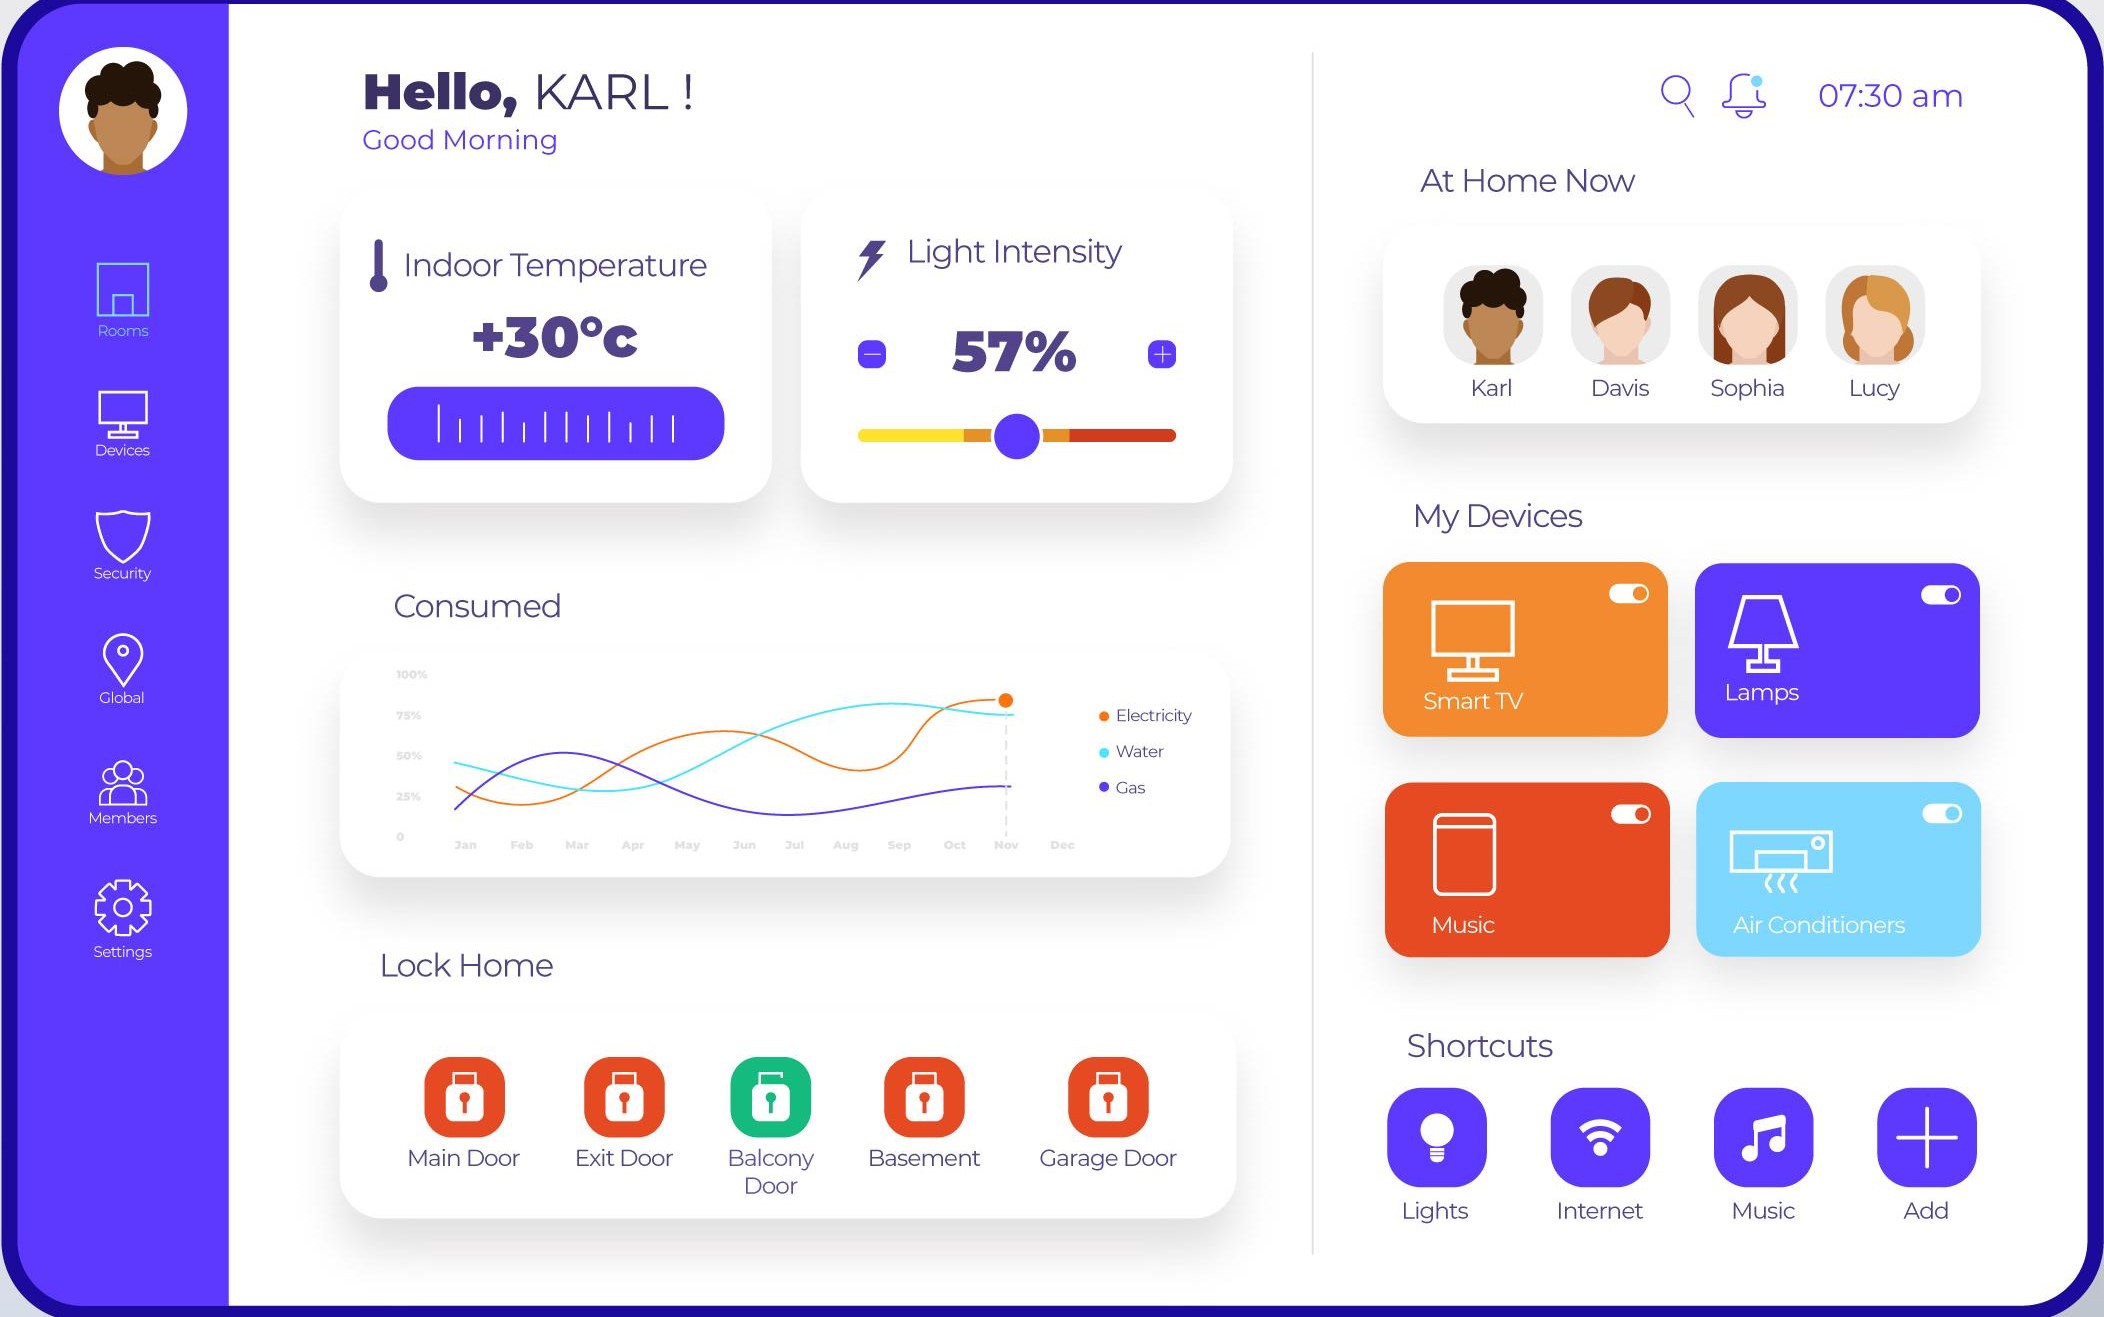 Hello, KARL !
Good Morning
07:30 am
Rooms
Devices
Security
Global
Members
Settings
Indoor Temperature
+30°c
Light Intensity
57%
Consumed
100%
75%
50%
25%
0
Jan Feb Mar Apr May Jun Jul Aug Sep Oct Nov Dec
Electricity
Water
Gas
Lock Home
Main Door
Exit Door
Balcony
Door
Basement
Garage Door
At Home Now
Karl
Davis
Sophia
Lucy
My Devices
Smart TV
Lamps
Music
Air Conditioners
Shortcuts
Lights
Internet
Music
Add